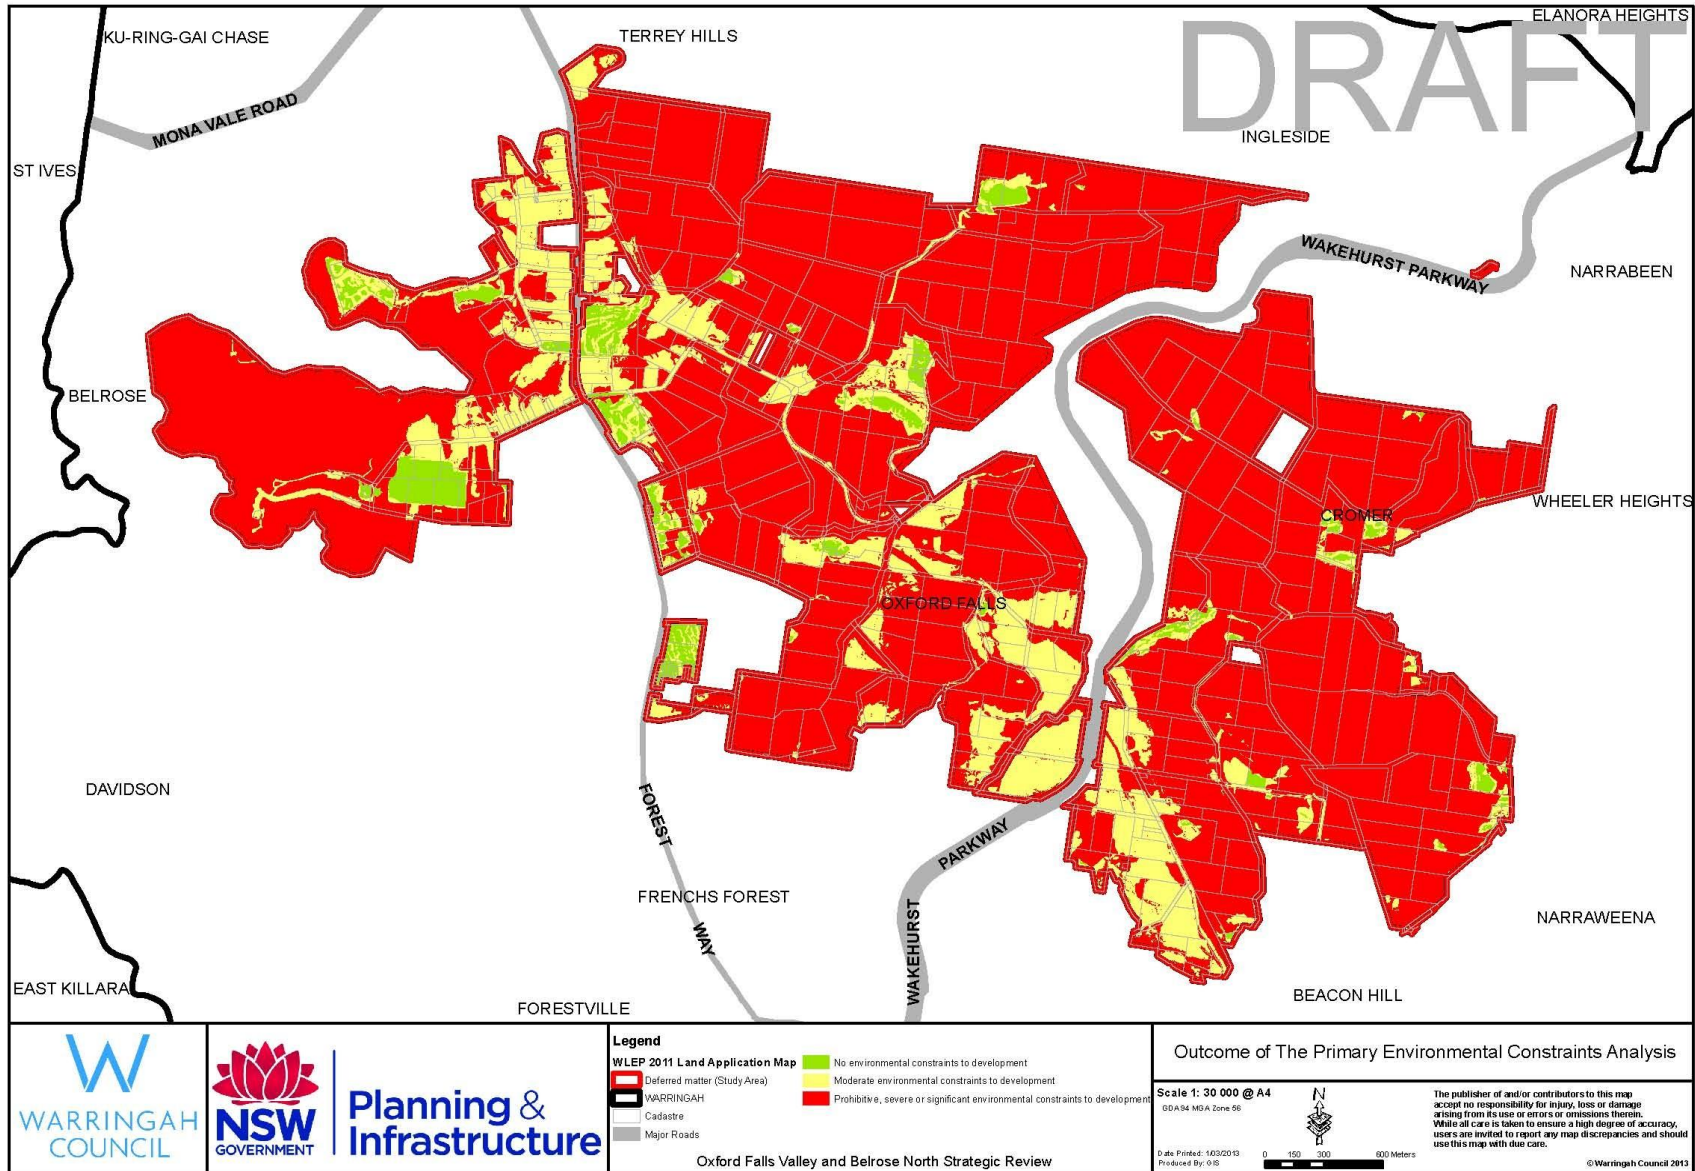 ELANORA HEIGHTS
KU-RING-GAI CHASE
TERREY HILLS
DRAFT
MONA VALE ROAD
INGLESIDE
ST IVES
WAKEHURST PARKWAY
NARRABEEN
BELROSE
WHEELER HEIGHTS
CROMER
OXFORD FALLS
DAVIDSON
FOREST
WAY
PARKWAY
WAKEHURST
FRENCHS FOREST
NARRAWEENA
EAST KILLARA
BEACON HILL
FORESTVILLE
W
WARRINGAH
COUNCIL
NSW
GOVERNMENT
Planning &
Infrastructure
Legend
WLEP 2011 Land Application Map
Deferred matter (Study Area)
WARRINGAH
Cadastre
Major Roads
No environmental constraints to development
Moderate environmental constraints to development
Prohibitive, severe or significant environmental constraints to development
Oxford Falls Valley and Belrose North Strategic Review
Outcome of The Primary Environmental Constraints Analysis
Scale 1: 30 000 @ A4
GDA94 MGA Zone 56
N
Date Printed: 1/03/2013
Produced By: GIS
0 150 300 600 Meters
The publisher of and/or contributors to this map
accept no responsibility for injury, loss or damage
arising from its use or errors or omissions therein.
While all care is taken to ensure a high degree of accuracy,
users are invited to report any map discrepancies and should
use this map with due care.
© Warringah Council 2013